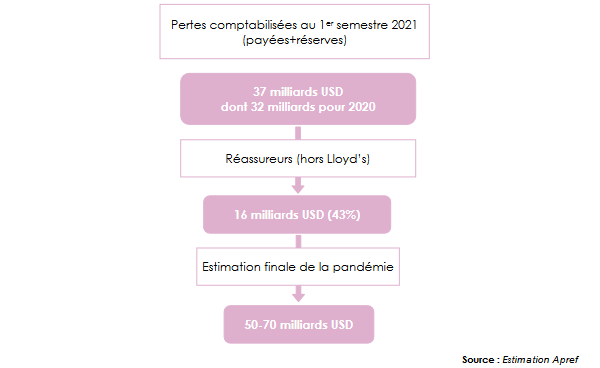 Pertes comptabilisées au 1er semestre 2021
(payées+réserves)
37 milliards USD
dont 32 milliards pour 2020
Réassureurs (hors Lloyd's)
16 milliards USD (43%)
Estimation finale de la pandémie
50-70 milliards USD
Source : Estimation Apref